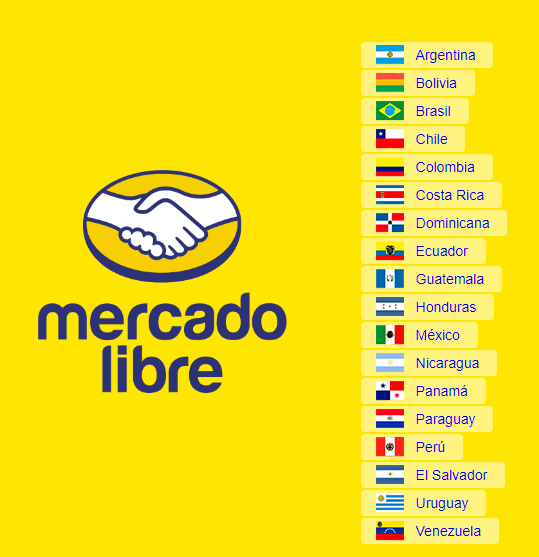 mercado
libre
Argentina
Bolivia
Brasil
Chile
Colombia
Costa Rica
Dominicana
Ecuador
Guatemala
Honduras
México
Nicaragua
Panamá
Paraguay
Perú
El Salvador
Uruguay
Venezuela